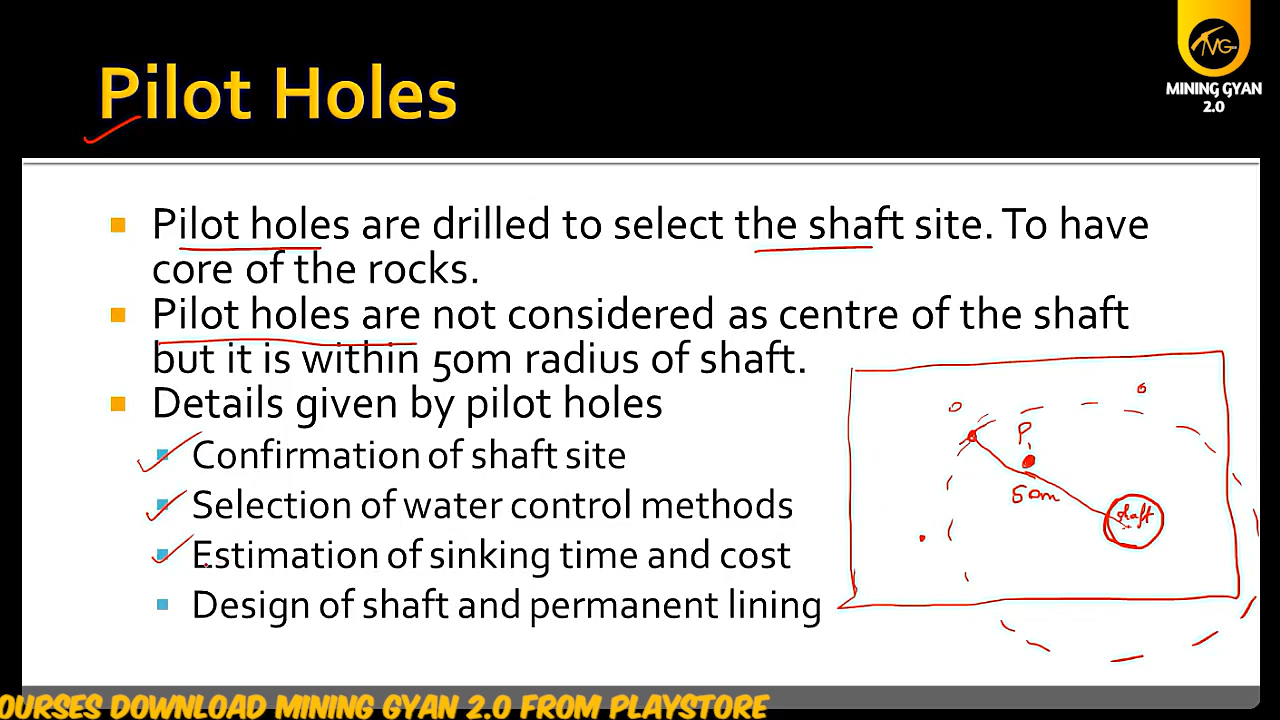 Pilot Holes
MG
MINING GYAN
2.0
Pilot holes are drilled to select the shaft site. To have
core of the rocks.
Pilot holes are not considered as centre of the shaft
but it is within 50m radius of shaft.
Details given by pilot holes
Confirmation of shaft site
Selection of water control methods
Estimation of sinking time and cost
Design of shaft and permanent lining
P
50m
shaft
OURSES DOWNLOAD MINING GYAN 2.0 FROM PLAYSTORE